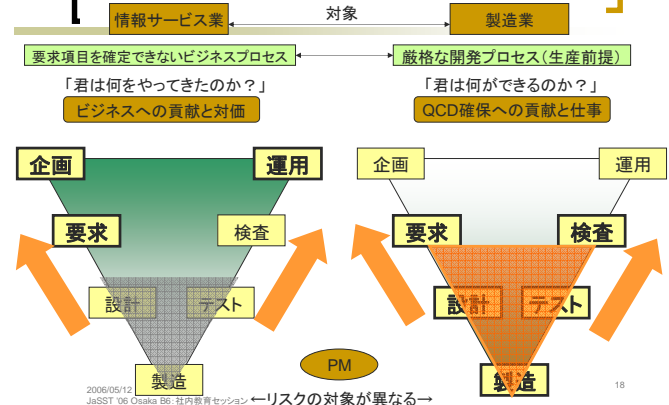 情報サービス業
対象
製造業
要求項目を確定できないビジネスプロセス
厳格な開発プロセス(生産前提)
「君は何をやってきたのか?」
「君は何ができるのか?」
ビジネスへの貢献と対価
QCD確保への貢献と仕事
企画
運用
企画
運用
要求
検査
要求
検査
設計
テスト
設計
テスト
製造
PM
製造
2006/05/12
18
JaSST '06 Osaka B6: 社内教育セッション
←リスクの対象が異なる→